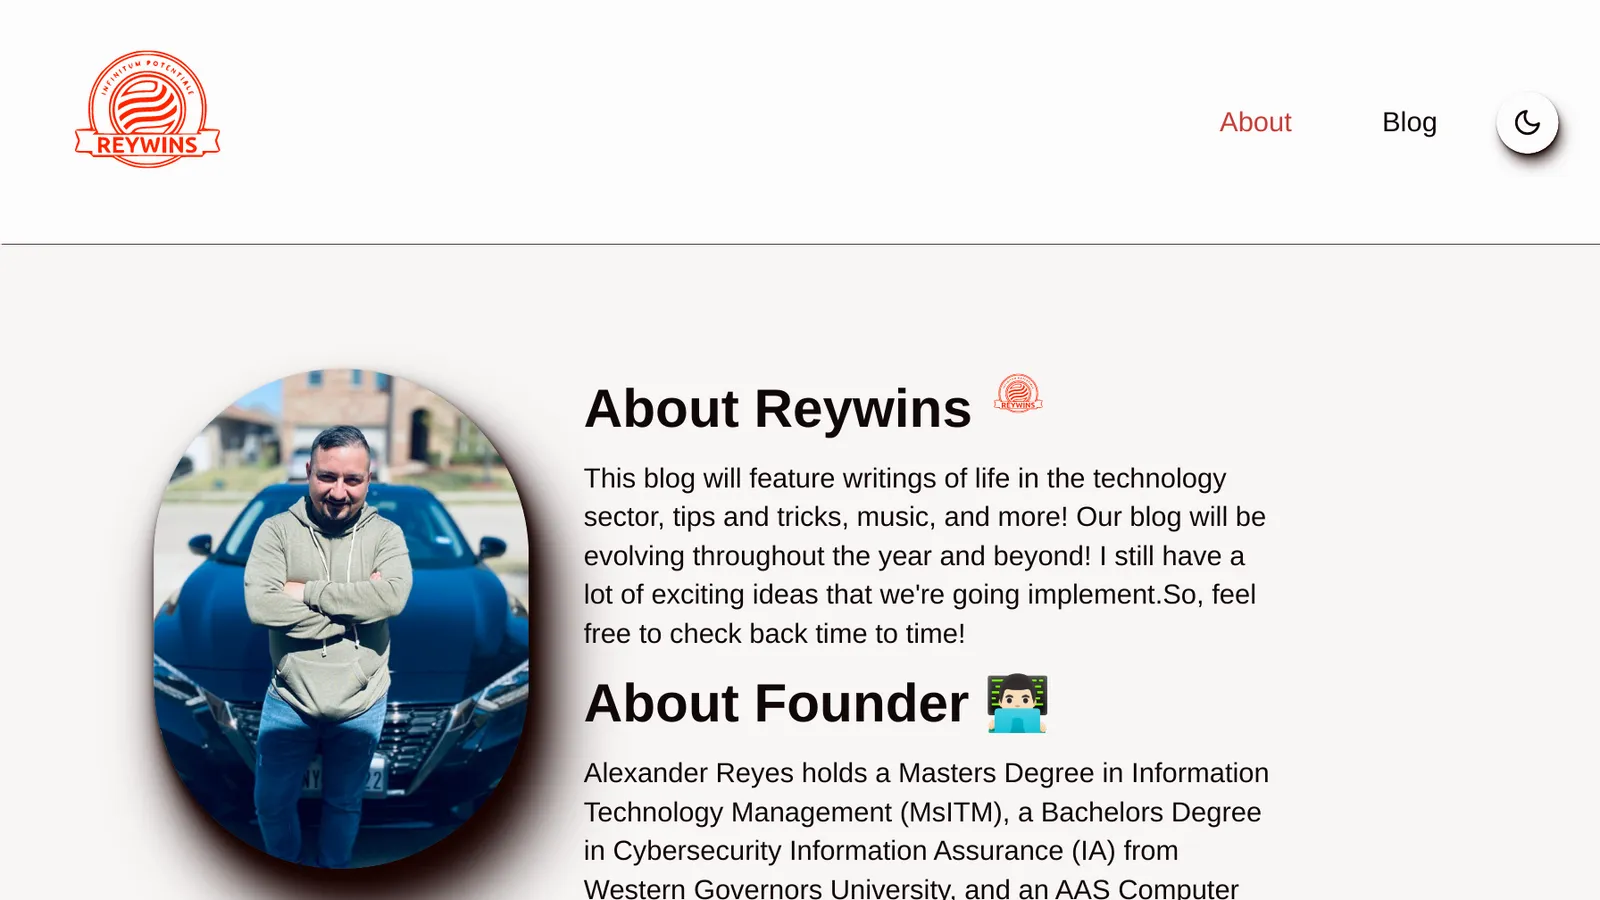 INFINITUM POTENTIALE
REYWINS
About
Blog
About Reywins
REYWINS
This blog will feature writings of life in the technology
sector, tips and tricks, music, and more! Our blog will be
evolving throughout the year and beyond! I still have a
lot of exciting ideas that we're going implement.So, feel
free to check back time to time!
About Founder
Alexander Reyes holds a Masters Degree in Information
Technology Management (MsITM), a Bachelors Degree
in Cybersecurity Information Assurance (IA) from
Western Governors University, and an AAS Computer